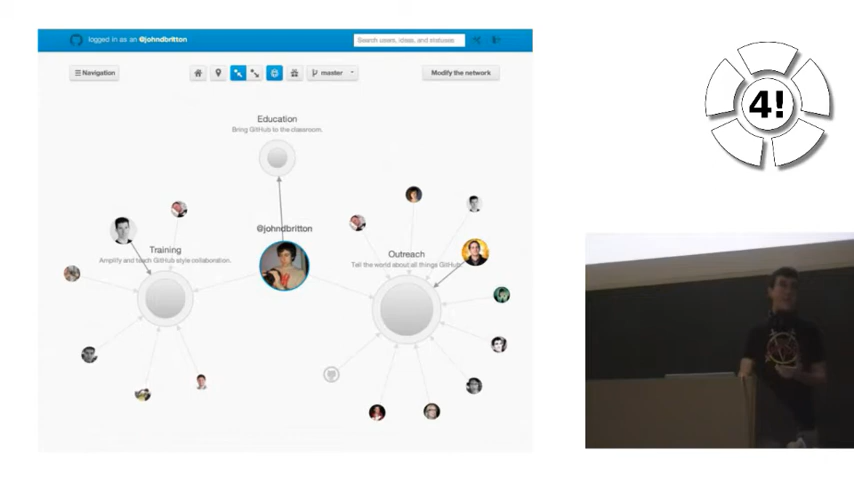 logged in as an @johndbritton
Search users, ideas, and statuses
Navigation
master
Modify the network
4!
Education
Bring GitHub to the classroom.
@johndbritton
Training
Amplify and teach GitHub style collaboration.
Outreach
Tell the world about all things GitHub.